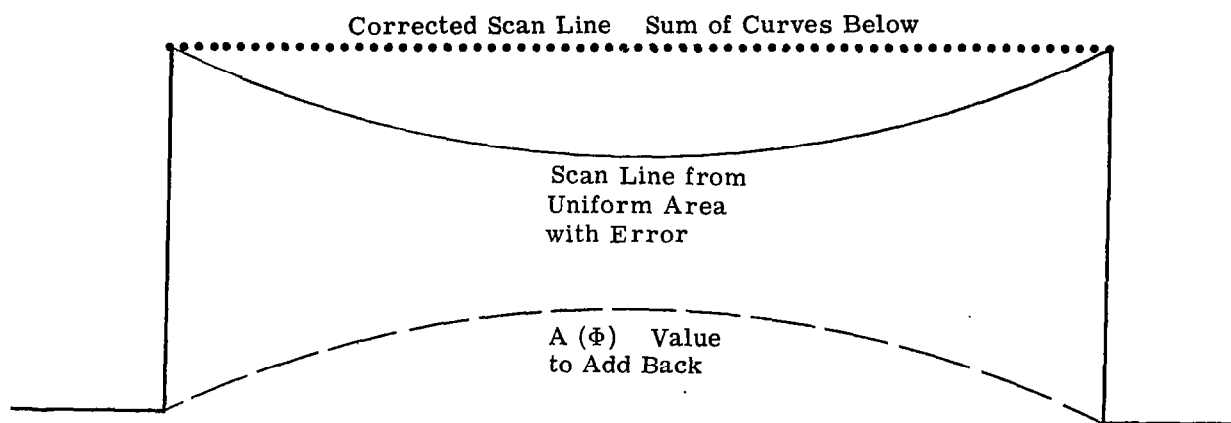 Corrected Scan Line Sum of Curves Below
Scan Line from
Uniform Area
with Error
A (Φ) Value
to Add Back